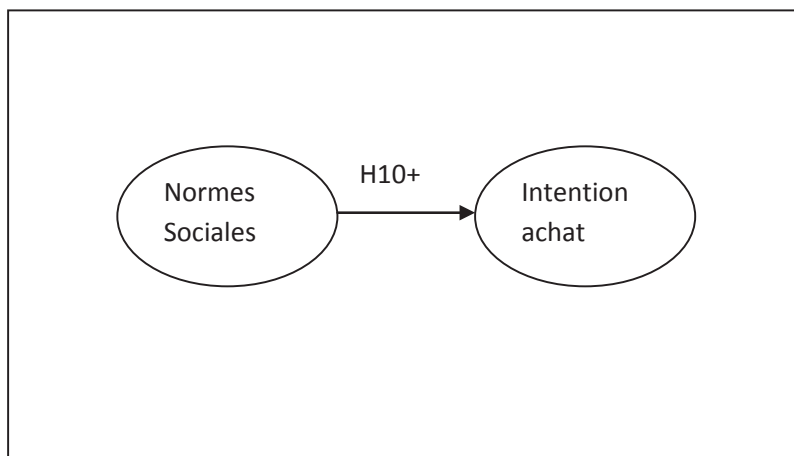 H10+
Normes
Sociales
Intention
achat